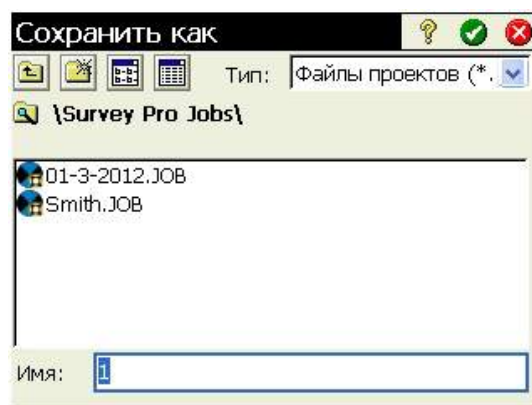 Сохранить как
Тип: Файлы проектов (*.
\Survey Pro Jobs\
01-3-2012.JOB
Smith.JOB
Имя: 1